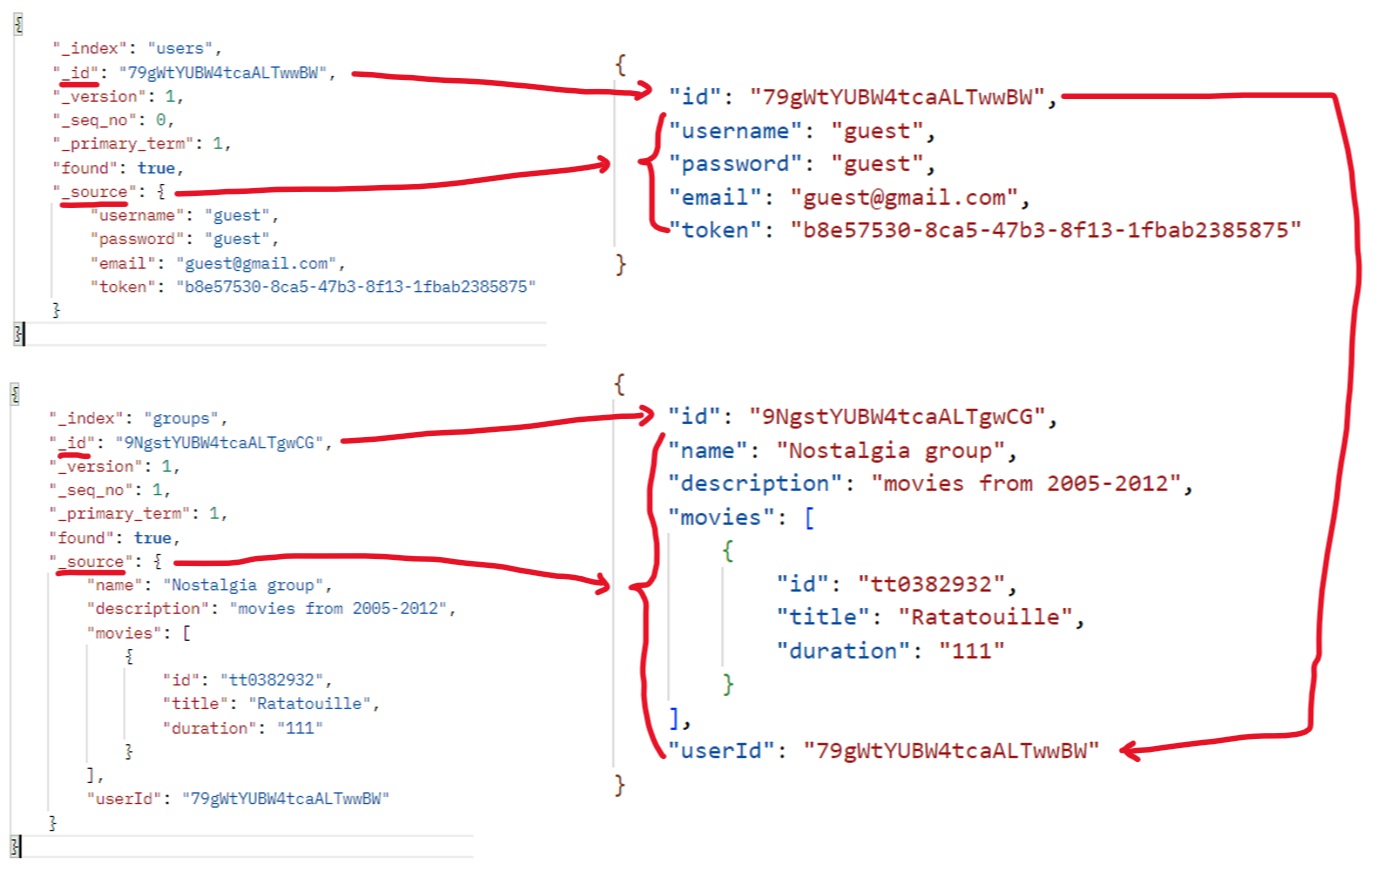 {
"_index": "users",
"_id": "79gWtYUBW4tcaALTwwBW",
"_version": 1,
"_seq_no": 0,
"_primary_term": 1,
"found": true,
"_source": {
"username": "guest",
"password": "guest",
"email": "guest@gmail.com",
"token": "b8e57530-8ca5-47b3-8f13-1fbab2385875"
}
}
{
"id": "79gWtYUBW4tcaALTwwBW",
"username": "guest",
"password": "guest",
"email": "guest@gmail.com",
"token": "b8e57530-8ca5-47b3-8f13-1fbab2385875"
}
{
"_index": "groups",
"_id": "9NgstYUBW4tcaALTgwCG",
"_version": 1,
"_seq_no": 1,
"_primary_term": 1,
"found": true,
"_source": {
"name": "Nostalgia group",
"description": "movies from 2005-2012",
"movies": [
{
"id": "tt0382932",
"title": "Ratatouille",
"duration": "111"
}
],
"userId": "79gWtYUBW4tcaALTwwBW"
}
}
{
"id": "9NgstYUBW4tcaALTgwCG",
"name": "Nostalgia group",
"description": "movies from 2005-2012",
"movies": [
{
"id": "tt0382932",
"title": "Ratatouille",
"duration": "111"
}
],
"userId": "79gWtYUBW4tcaALTwwBW"
}